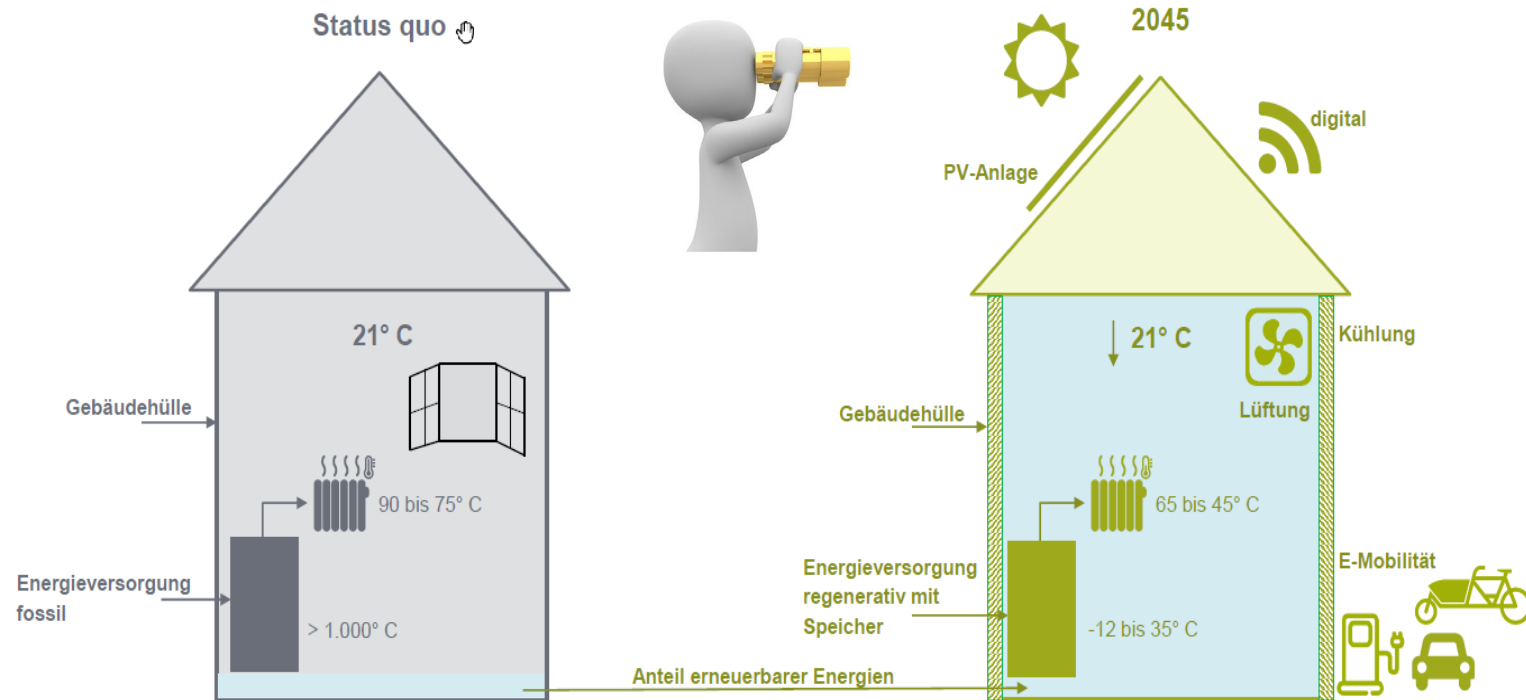 Status quo
2045
digital
PV-Anlage
21° C
21° C
Kühlung
Gebäudehülle
Gebäudehülle
Lüftung
90 bis 75° C
65 bis 45° C
Energieversorgung
fossil
> 1.000° C
Energieversorgung
regenerativ mit
Speicher
-12 bis 35° C
E-Mobilität
Anteil erneuerbarer Energien